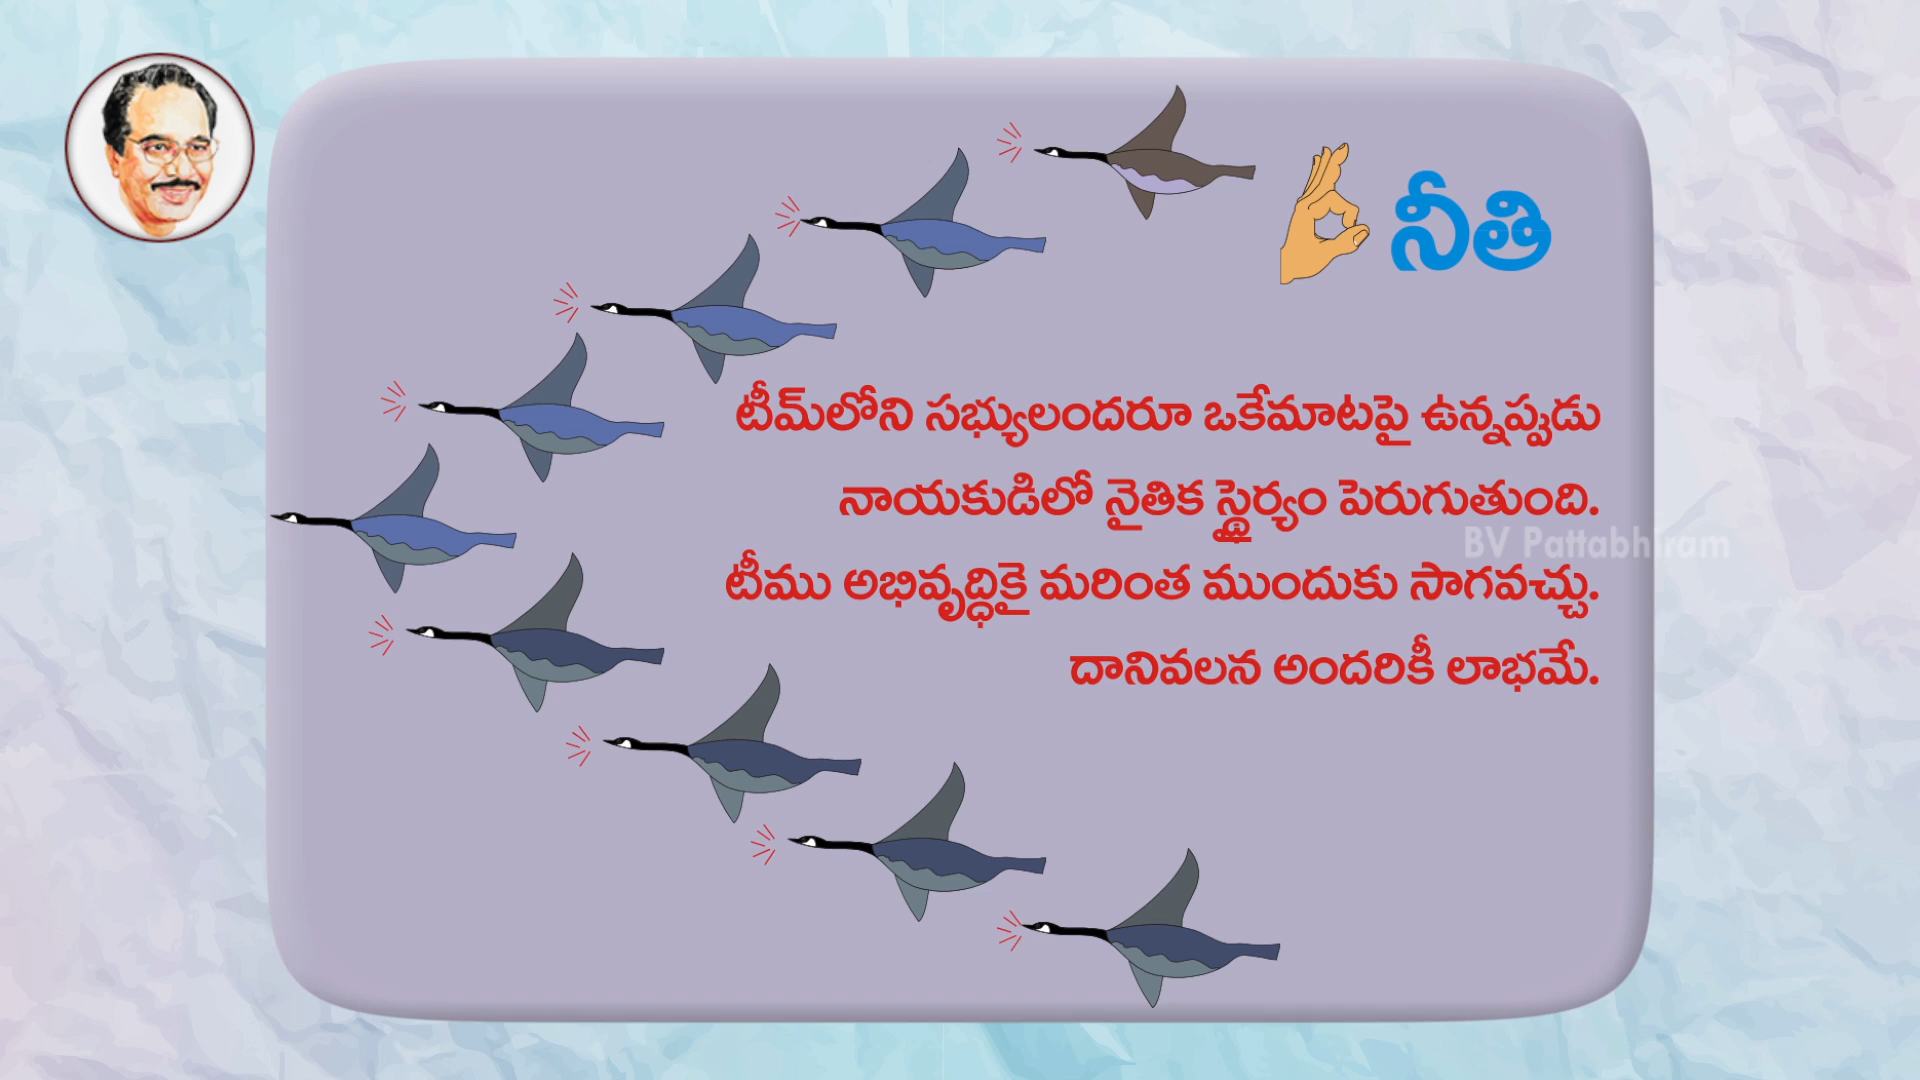 నీతి
టీమ్‌లోని సభ్యులందరూ ఒకేమాటపై ఉన్నప్పుడు
నాయకుడిలో నైతిక స్థైర్యం పెరుగుతుంది.
BV Pattabhiram
టీము అభివృద్ధికై మరింత ముందుకు సాగవచ్చు.
దానివలన అందరికీ లాభమే.